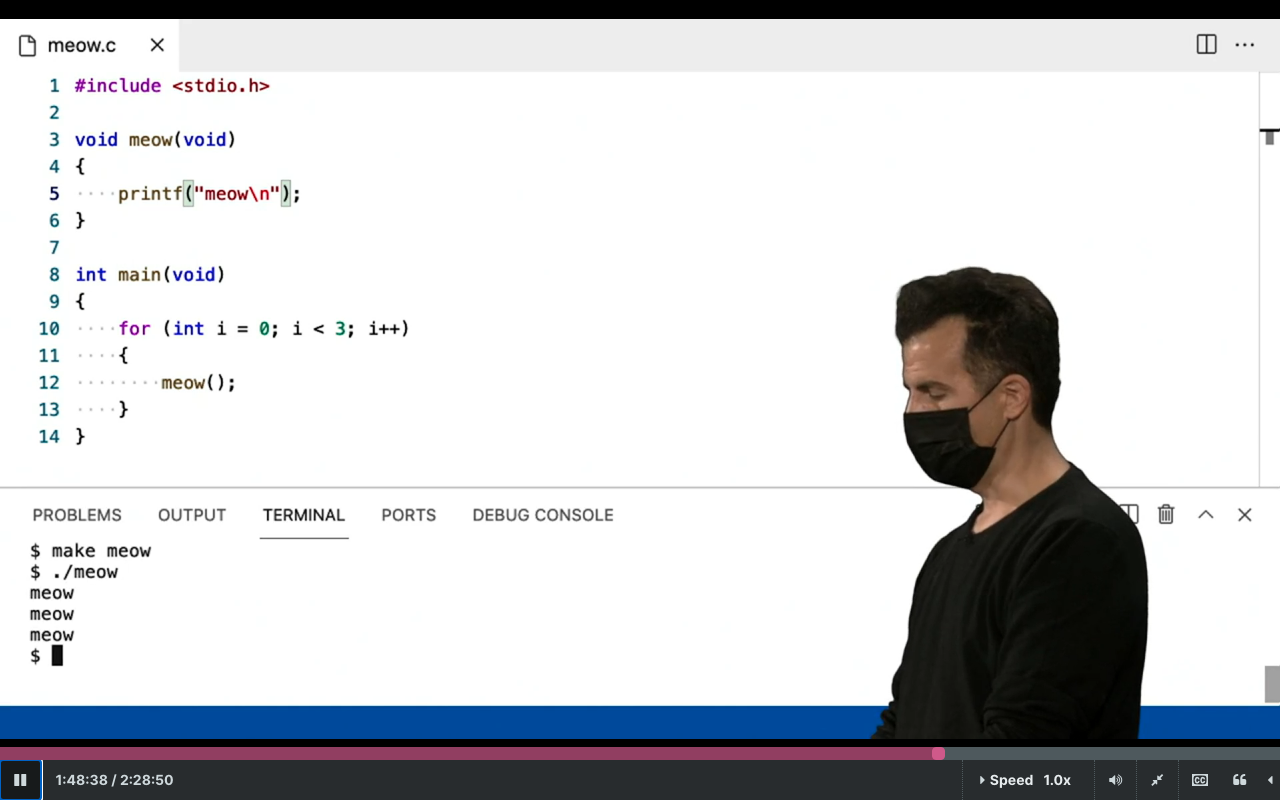 meow.c
1 #include <stdio.h>
2
3 void meow(void)
4 {
5 ····printf("meow\n");
6 }
7
8 int main(void)
9 {
10 ····for (int i = 0; i < 3; i++)
11 ····{
12 ········meow();
13 ····}
14 }
PROBLEMS OUTPUT TERMINAL PORTS DEBUG CONSOLE
$ make meow
$ ./meow
meow
meow
meow
$
1:48:38 / 2:28:50 Speed 1.0x CC